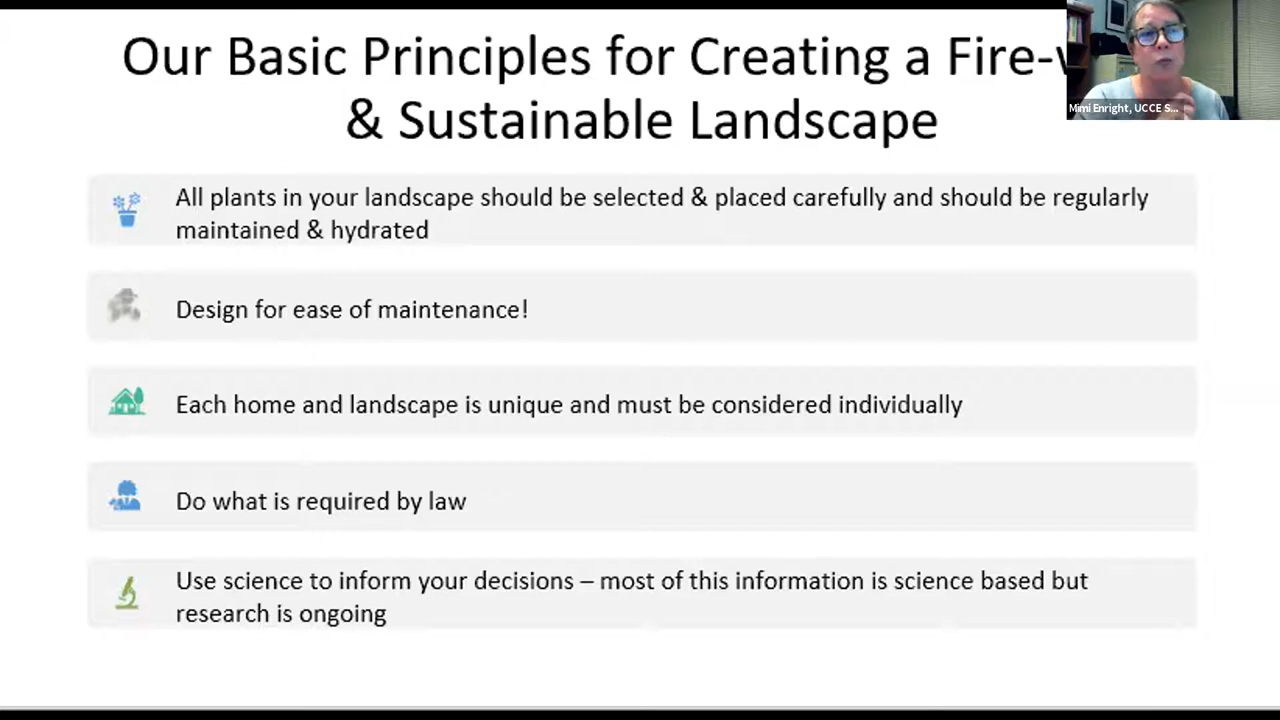 Our Basic Principles for Creating a Fire-
& Sustainable Landscape
Mimi Enright, UCCE S...
All plants in your landscape should be selected & placed carefully and should be regularly
maintained & hydrated
Design for ease of maintenance!
Each home and landscape is unique and must be considered individually
Do what is required by law
Use science to inform your decisions – most of this information is science based but
research is ongoing